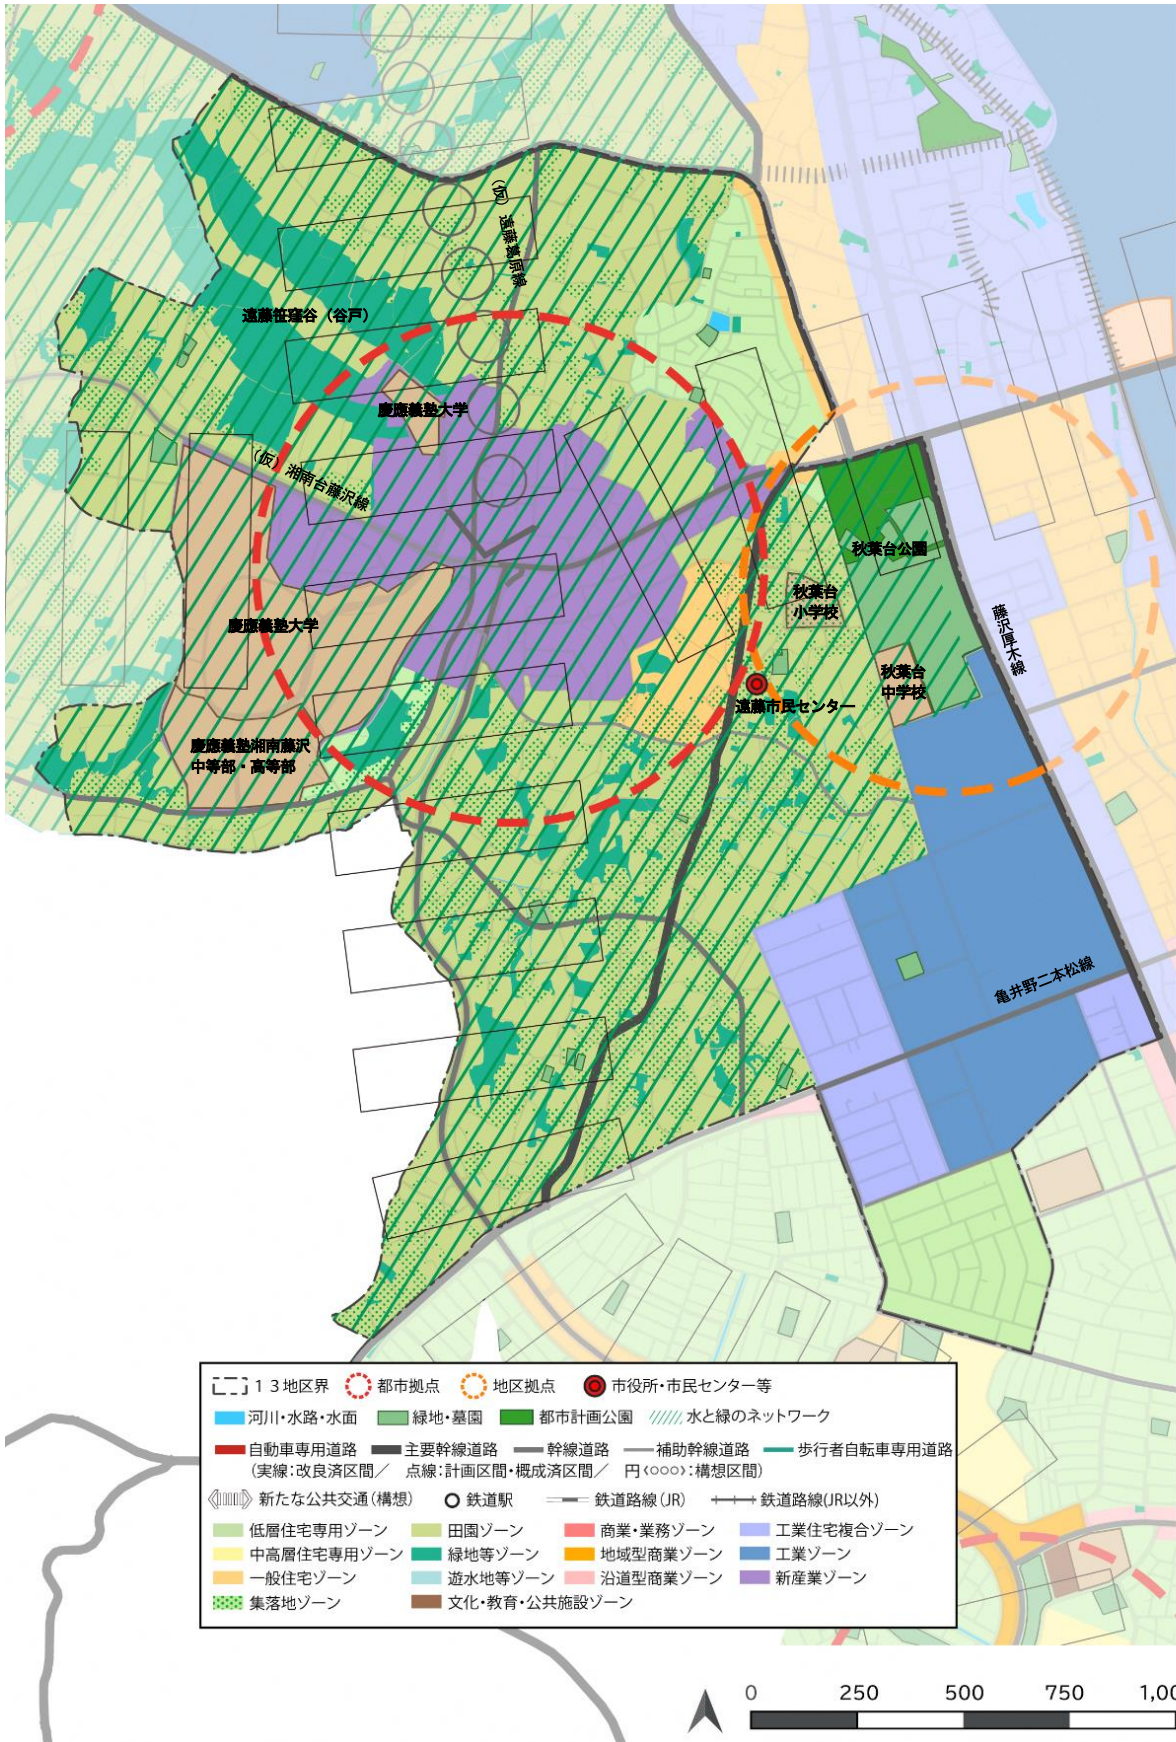 (仮)遠藤葛原線
遠藤笹窪谷(谷戸)
慶應義塾大学
(仮)湘南台藤沢線
秋葉台公園
秋葉台
小学校
藤沢厚木線
慶應義塾大学
秋葉台
中学校
遠藤市民センター
慶應義塾湘南藤沢
中等部・高等部
亀井野二本松線
13地区界 都市拠点 地区拠点 市役所・市民センター等
河川・水路・水面 緑地・墓園 都市計画公園 水と緑のネットワーク
自動車専用道路 主要幹線道路 幹線道路 補助幹線道路 歩行者自転車専用道路
(実線:改良済区間/ 点線:計画区間・概成済区間/ 円(○○○):構想区間)
新たな公共交通(構想) 鉄道駅 鉄道路線(JR) 鉄道路線(JR以外)
低層住宅専用ゾーン 田園ゾーン 商業・業務ゾーン 工業住宅複合ゾーン
中高層住宅専用ゾーン 緑地等ゾーン 地域型商業ゾーン 工業ゾーン
一般住宅ゾーン 遊水地等ゾーン 沿道型商業ゾーン 新産業ゾーン
集落地ゾーン 文化・教育・公共施設ゾーン
0 250 500 750 1,00